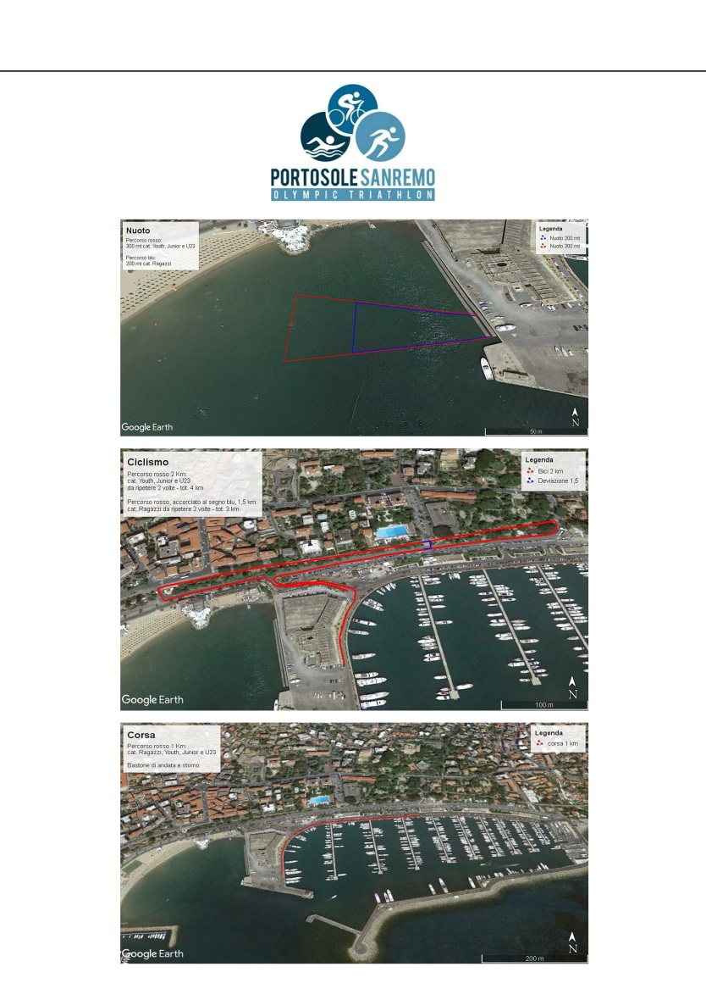 PORTOSOLE SANREMO
OLYMPIC TRIATHLON
Nuoto
Percorso rosso:
300 mt cat. Youth, Junior e U23
Percorso blu:
200 mt cat. Ragazzi
Legenda
Nuoto 200 mt
Nuoto 300 mt
Google Earth
N
50 m
Ciclismo
Percorso rosso 2 Km:
cat. Youth, Junior e U23
da ripetere 2 volte - tot. 4 km
Percorso rosso, accorciato al segno blu, 1,5 km:
cat. Ragazzi da ripetere 2 volte - tot. 3 km
Legenda
Bici 2 km
Deviazione 1,5
Google Earth
N
100 m
Corsa
Percorso rosso 1 Km:
cat. Ragazzi, Youth, Junior e U23
Bastone di andata e ritorno
Legenda
corsa 1 km
Google Earth
N
200 m